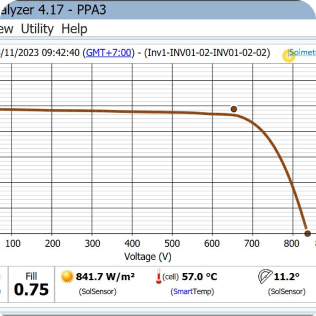 alyzer 4.17 - PPA3
ew Utility Help
/11/2023 09:42:40 (GMT+7:00) - (Inv1-INV01-02-INV01-02-02)
Solmet
100 200 300 400 500 600 700 800
Voltage (V)
Fill 841.7 W/m² (cell) 57.0 °C 11.2°
0.75 (SolSensor) (SmartTemp) (SolSensor)